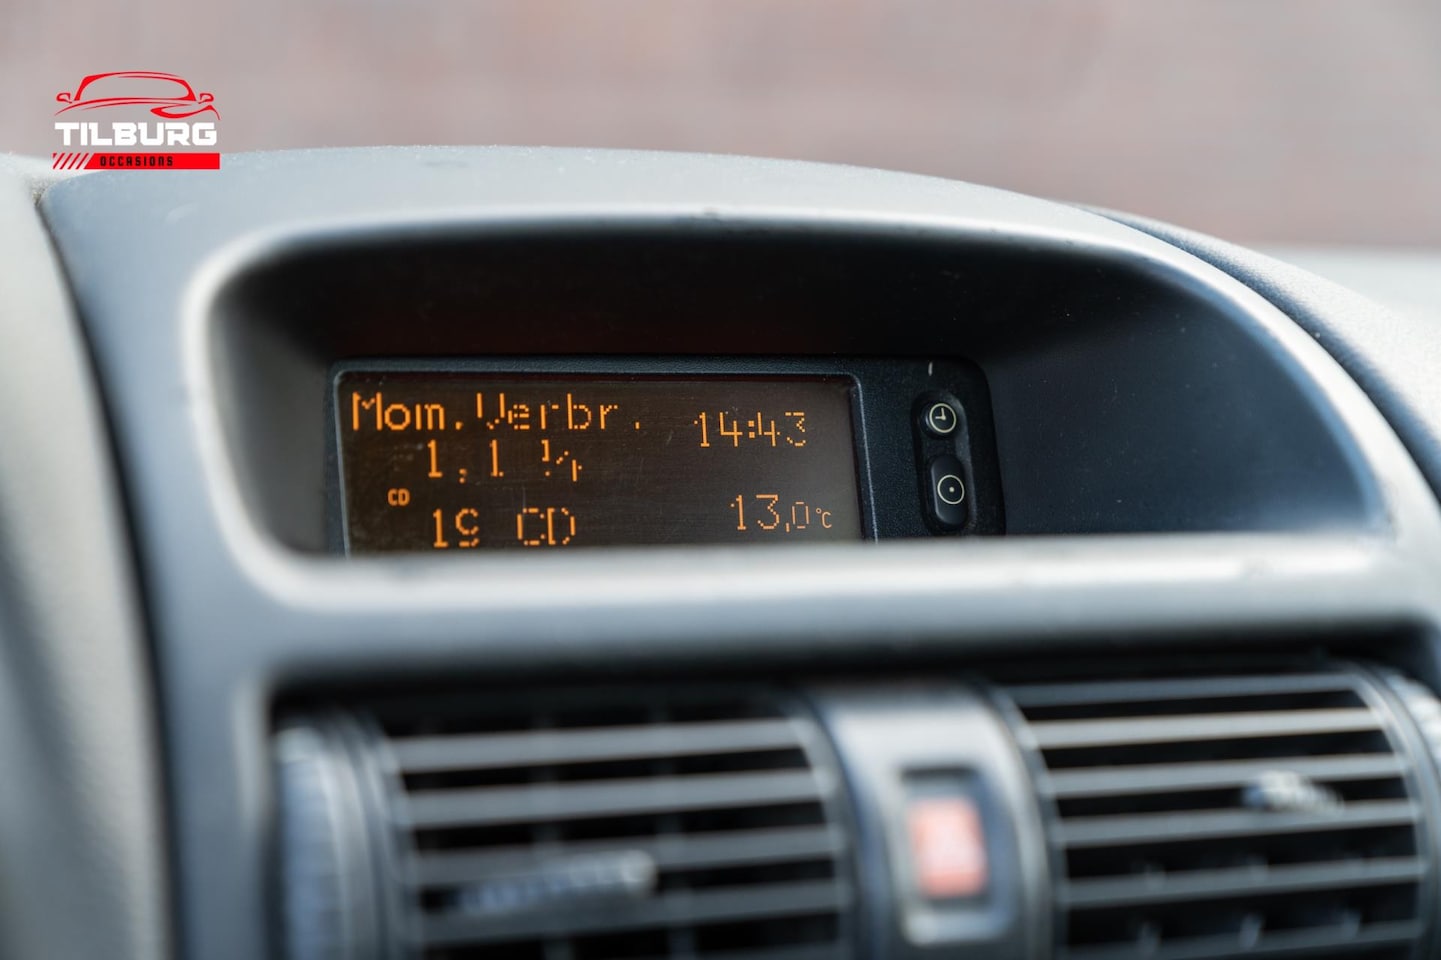 TILBURG
OCCASIONS
Mom.Verbr. 14:43
1,1 l/h
CD
19 CD 13,0°C